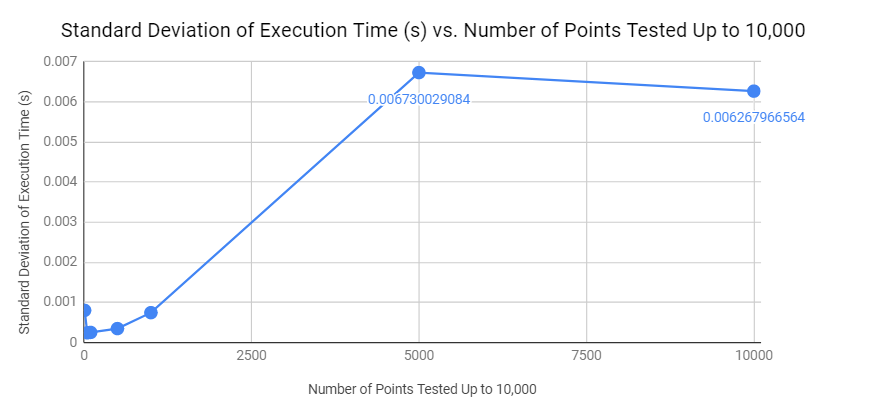 Standard Deviation of Execution Time (s) vs. Number of Points Tested Up to 10,000
Standard Deviation of Execution Time (s)
0.007
0.006
0.005
0.004
0.003
0.002
0.001
0
0.006730029084
0.006267966564
0 2500 5000 7500 10000
Number of Points Tested Up to 10,000